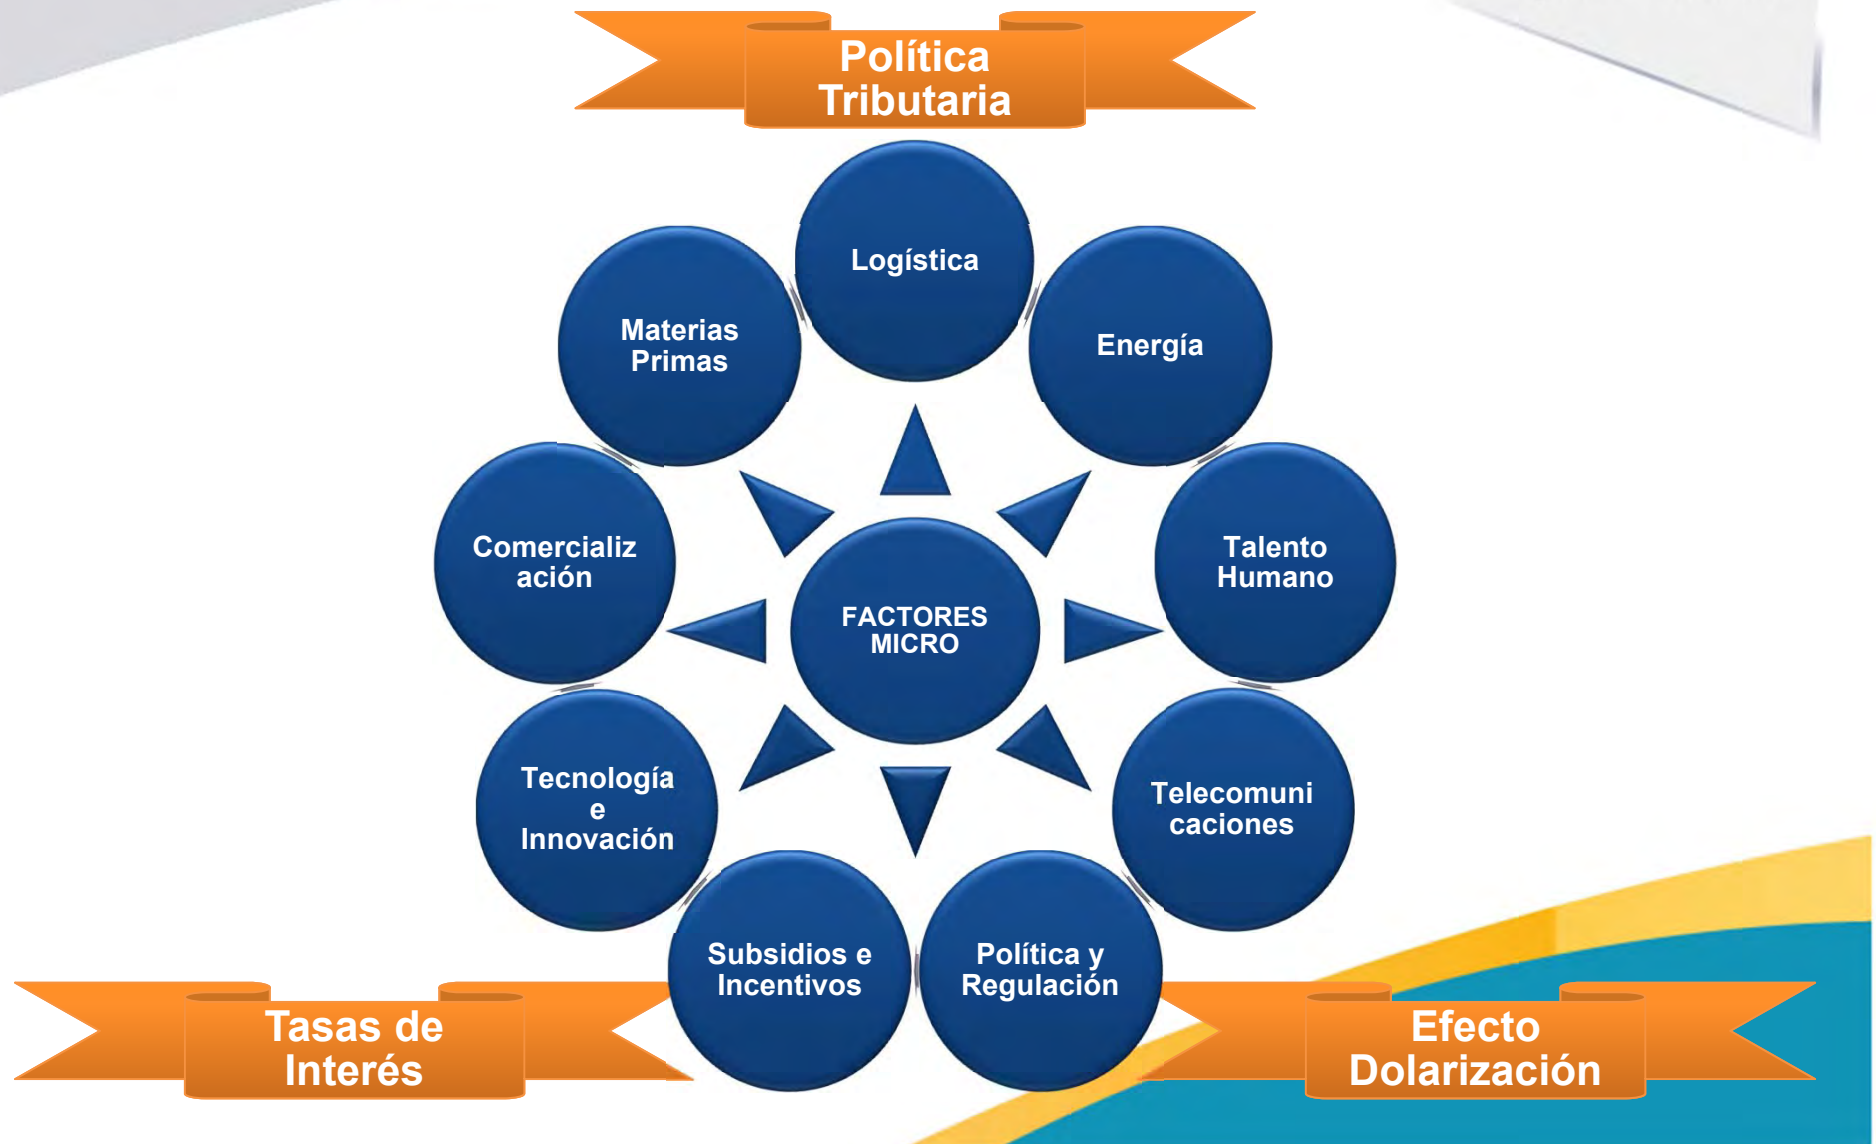 Política
Tributaria
Logística
Materias
Primas
Energía
Comercializ
ación
Talento
Humano
FACTORES
MICRO
Tecnología
e
Innovación
Telecomuni
caciones
Subsidios e
Incentivos
Política y
Regulación
Tasas de
Interés
Efecto
Dolarización